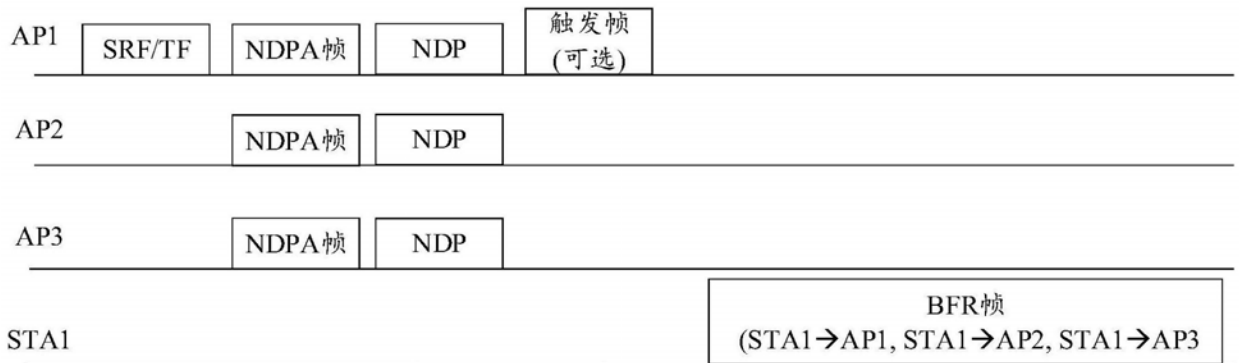 AP1
SRF/TF
NDPA帧
NDP
触发帧
(可选)
AP2
NDPA帧
NDP
AP3
NDPA帧
NDP
STA1
BFR帧
(STA1→AP1, STA1→AP2, STA1→AP3